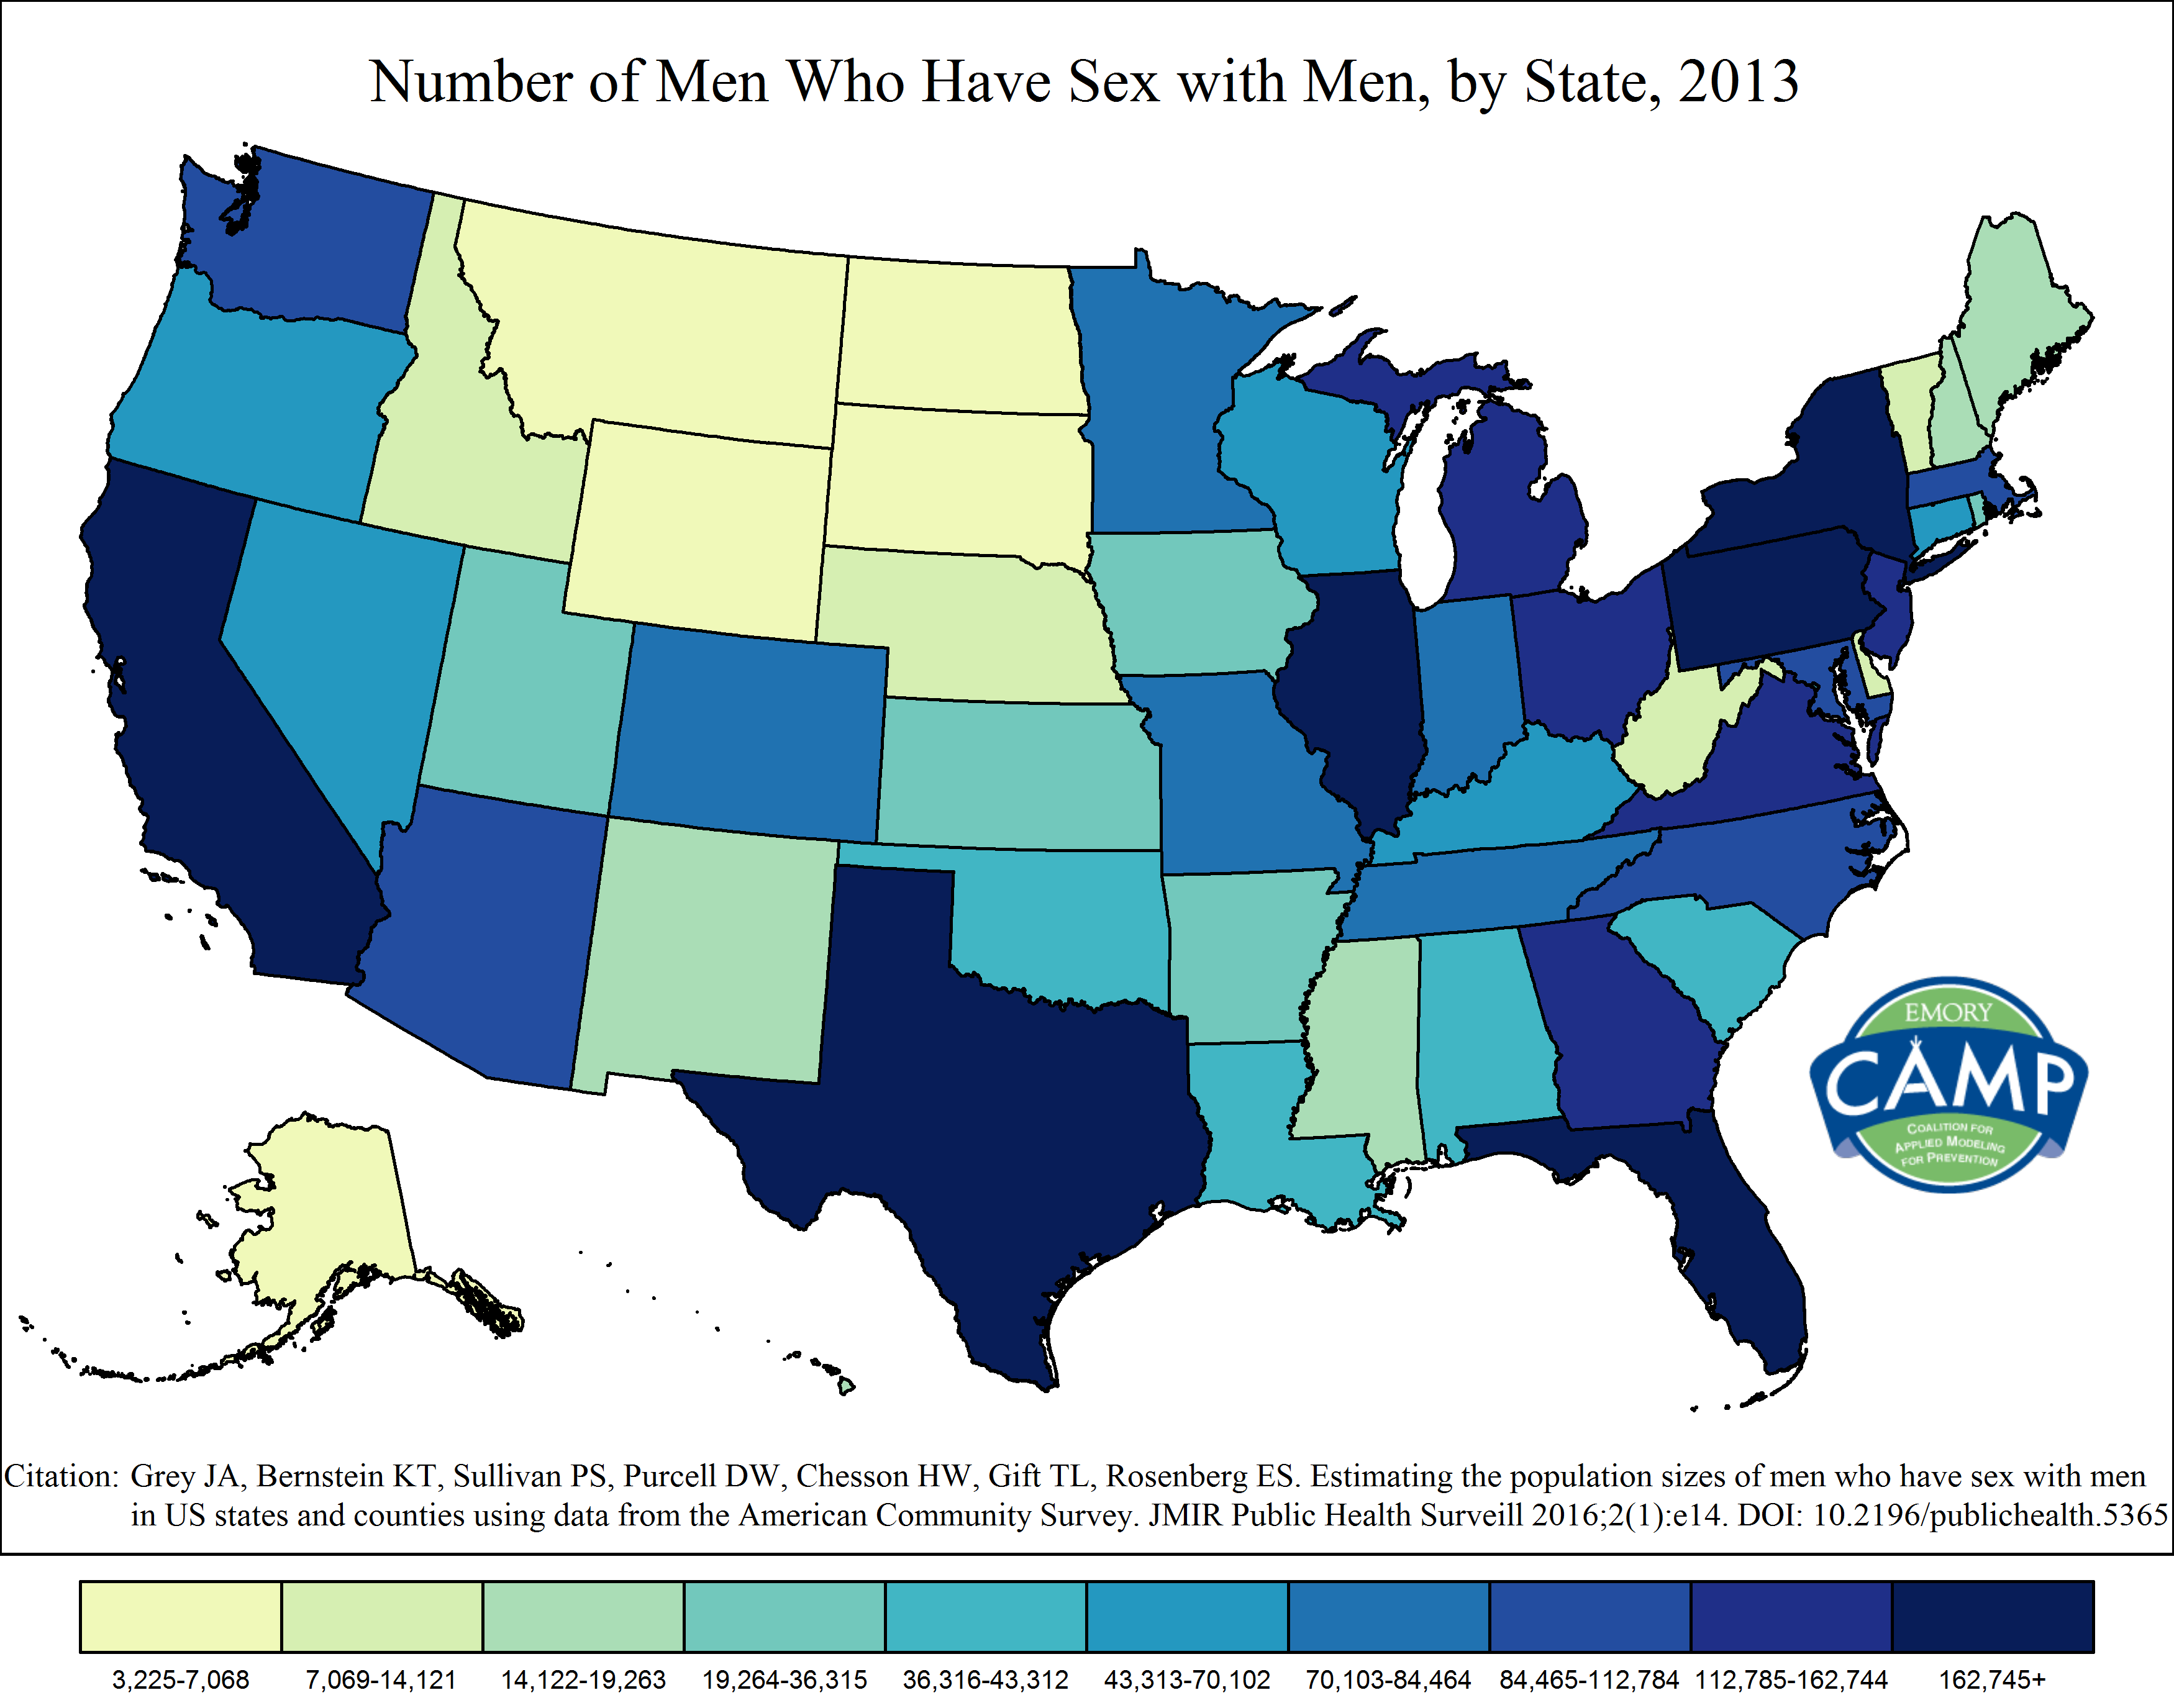 Number of Men Who Have Sex with Men, by State, 2013
EMORY
CAMP
COALITION FOR
APPLIED MODELING
FOR PREVENTION
Citation: Grey JA, Bernstein KT, Sullivan PS, Purcell DW, Chesson HW, Gift TL, Rosenberg ES. Estimating the population sizes of men who have sex with men
in US states and counties using data from the American Community Survey. JMIR Public Health Surveill 2016;2(1):e14. DOI: 10.2196/publichealth.5365
3,225-7,068 7,069-14,121 14,122-19,263 19,264-36,315 36,316-43,312 43,313-70,102 70,103-84,464 84,465-112,784 112,785-162,744 162,745+